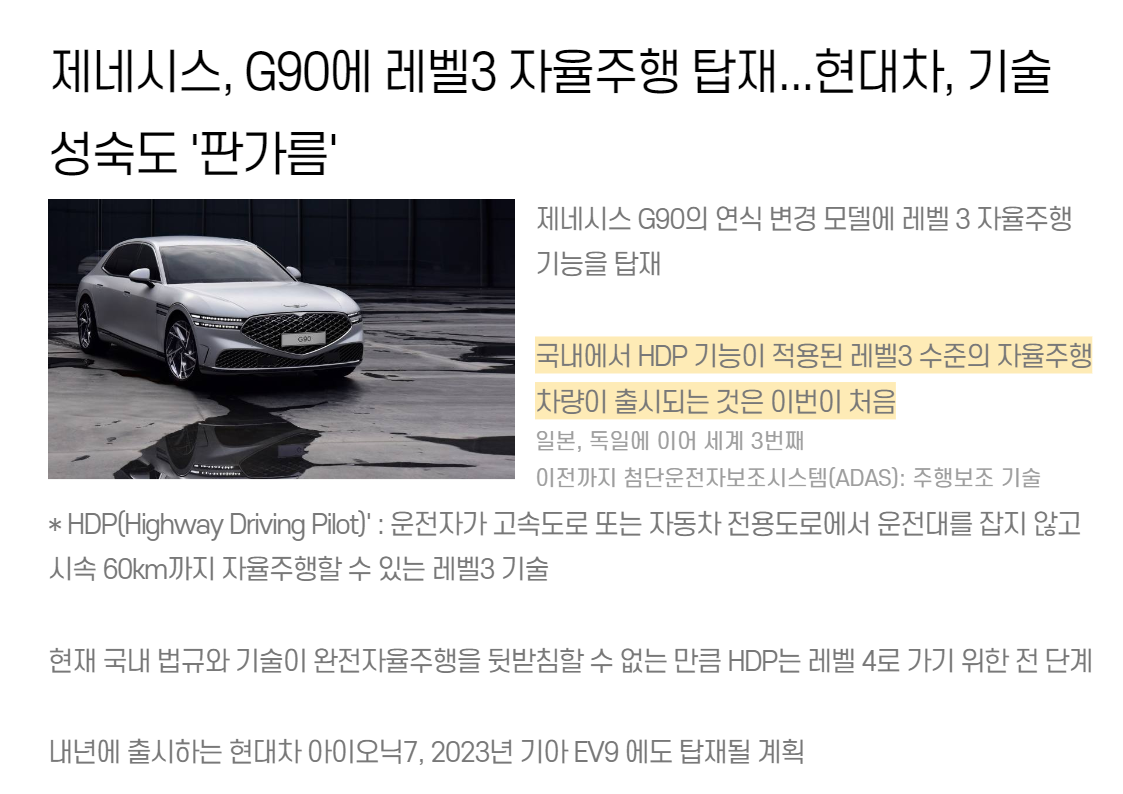 제네시스, G90에 레벨3 자율주행 탑재...현대차, 기술
성숙도 '판가름'
제네시스 G90의 연식 변경 모델에 레벨 3 자율주행
기능을 탑재
국내에서 HDP 기능이 적용된 레벨3 수준의 자율주행
차량이 출시되는 것은 이번이 처음
일본, 독일에 이어 세계 3번째
이전까지 첨단운전자보조시스템(ADAS): 주행보조 기술
G90
* HDP(Highway Driving Pilot)' : 운전자가 고속도로 또는 자동차 전용도로에서 운전대를 잡지 않고
시속 60km까지 자율주행할 수 있는 레벨3 기술
현재 국내 법규와 기술이 완전자율주행을 뒷받침할 수 없는 만큼 HDP는 레벨 4로 가기 위한 전 단계
내년에 출시하는 현대차 아이오닉7, 2023년 기아 EV9 에도 탑재될 계획